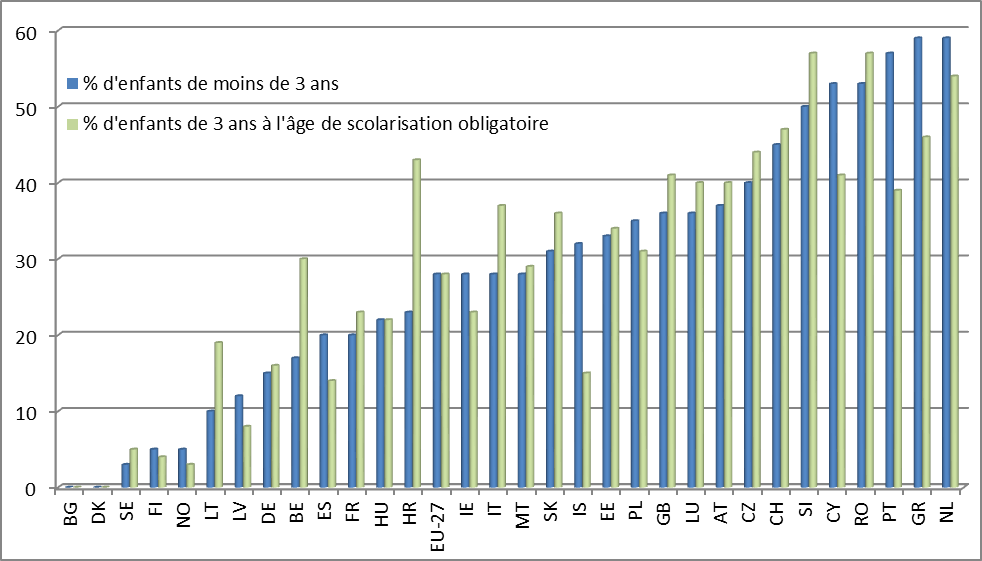 60
% d'enfants de moins de 3 ans
50
% d'enfants de 3 ans à l'âge de scolarisation obligatoire
40
30
20
10
0
BG DK SE FI NO LT LV DE BE ES FR HU HR EU-27 IE IT MT SK IS EE PL GB LU AT CZ CH SI CY RO PT GR NL